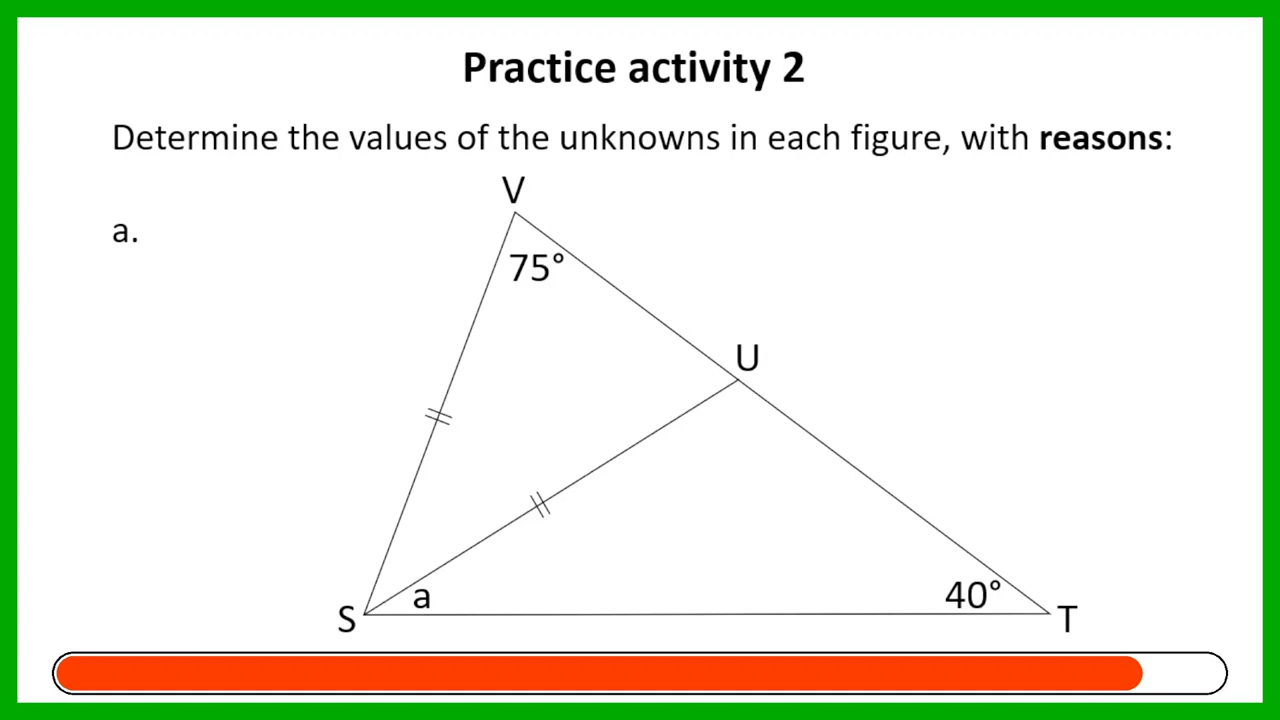 Practice activity 2
Determine the values of the unknowns in each figure, with reasons:
V
a.
75°
U
a
40°
S
T